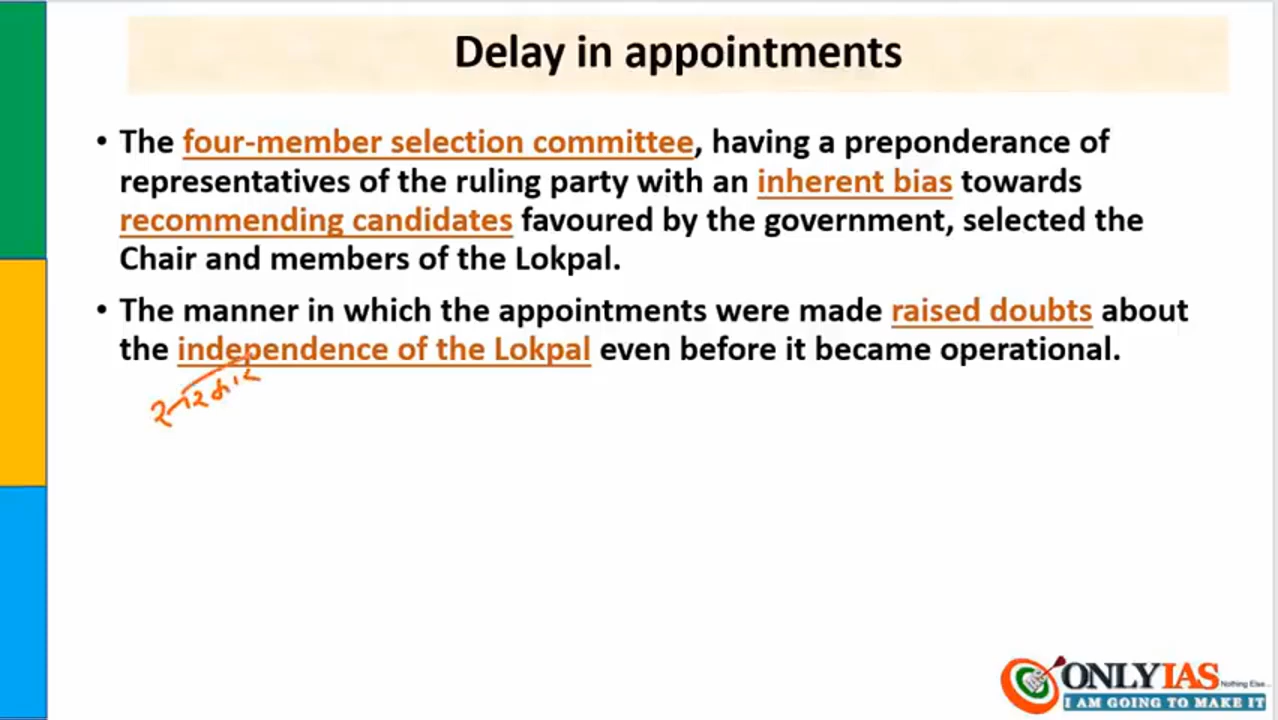 Delay in appointments
• The four-member selection committee, having a preponderance of
representatives of the ruling party with an inherent bias towards
recommending candidates favoured by the government, selected the
Chair and members of the Lokpal.
• The manner in which the appointments were made raised doubts about
the independence of the Lokpal even before it became operational.
ONLYIAS
Nothing Else...
I AM GOING TO MAKE IT